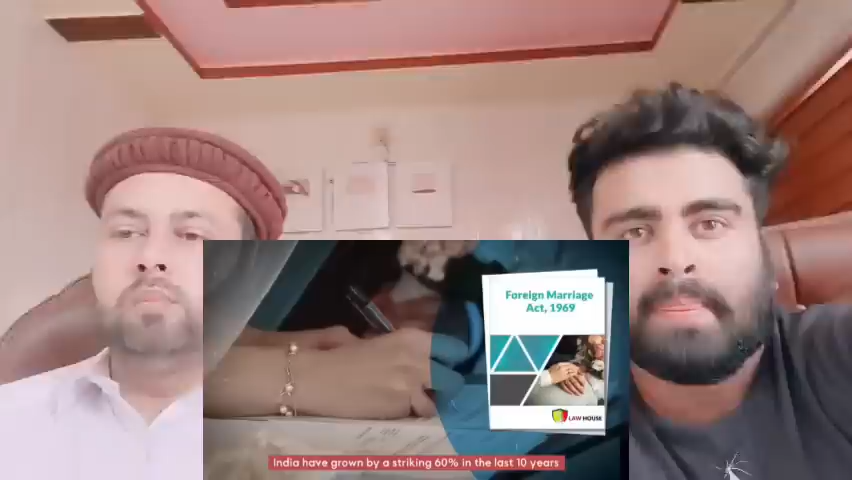 Foreign Marriage
Act, 1969
LAW HOUSE
India have grown by a striking 60% in the last 10 years